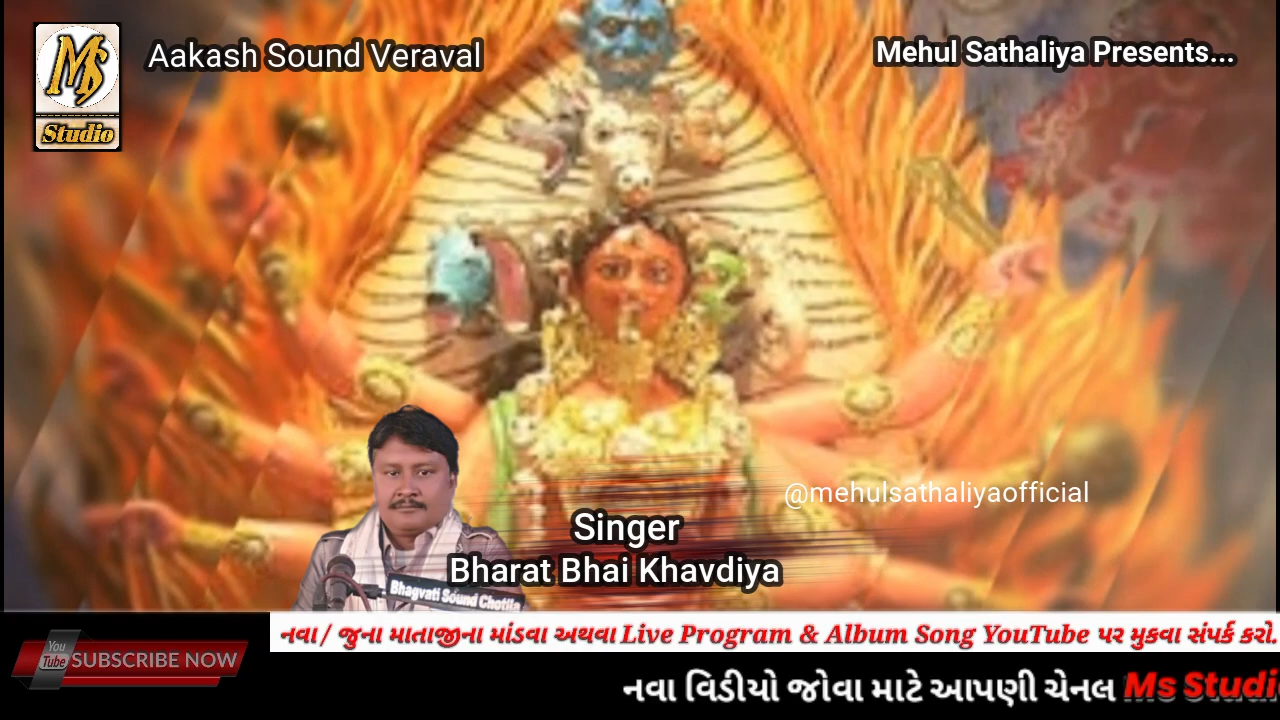 Ms
Studio
Aakash Sound Veraval
Mehul Sathaliya Presents...
@mehulsathaliyaofficial
Singer
Bharat Bhai Khavdiya
Bhagvati Sound Chotila
નવા / જુના માતાજીના માંડવા અથવા Live Program & Album Song YouTube પર મુકવા સંપર્ક કરો.
You
Tube
SUBSCRIBE NOW
નવા વિડીયો જોવા માટે આપણી ચેનલ Ms Studi